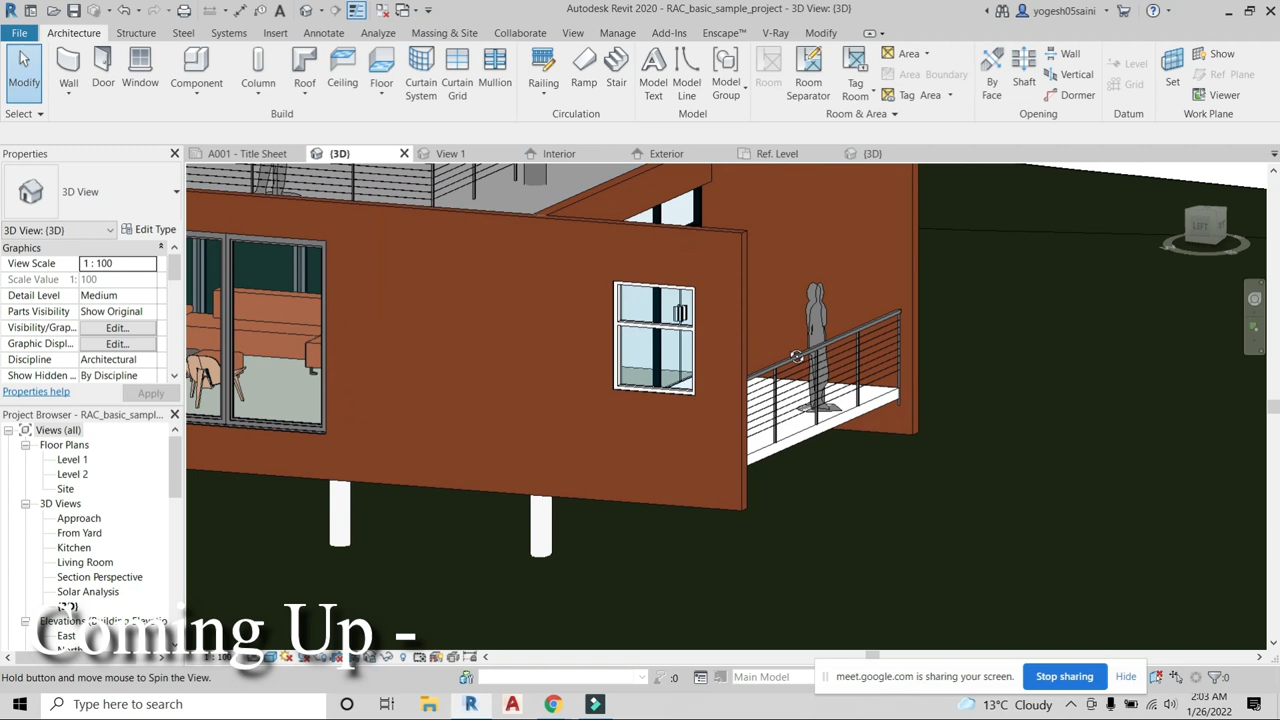 Autodesk Revit 2020 - RAC_basic_sample_project - 3D View: {3D}
yogesh05saini
File Architecture Structure Steel Systems Insert Annotate Analyze Massing & Site Collaborate View Manage Add-Ins Enscape™ V-Ray Modify
Modify Wall Door Window Component Column Roof Ceiling Floor Curtain System Curtain Grid Mullion Railing Ramp Stair Model Text Model Line Model Group Room Room Separator Tag Room
Area Area Boundary Tag Area
By Face Shaft Wall Vertical Dormer
Level Grid
Set Show Ref Plane Viewer
Select Build Circulation Model Room & Area Opening Datum Work Plane
Properties
A001 - Title Sheet {3D} View 1 Interior Exterior Ref. Level {3D}
3D View
3D View: {3D} Edit Type
Graphics
View Scale 1 : 100
Scale Value 1: 100
Detail Level Medium
Parts Visibility Show Original
Visibility/Grap... Edit...
Graphic Displ... Edit...
Discipline Architectural
Show Hidden ... By Discipline
Properties help Apply
Project Browser - RAC_basic_samp...
Views (all)
Floor Plans
Level 1
Level 2
Site
3D Views
Approach
From Yard
Kitchen
Living Room
Section Perspective
Solar Analysis
{3D}
Elevations (Building Elevatio
East
LEFT
Coming Up -
1 : 100
Hold button and move mouse to Spin the View.
:0
Main Model
meet.google.com is sharing your screen.
Stop sharing
Hide
:0
Type here to search
13°C Cloudy
2:03 AM
1/26/2022